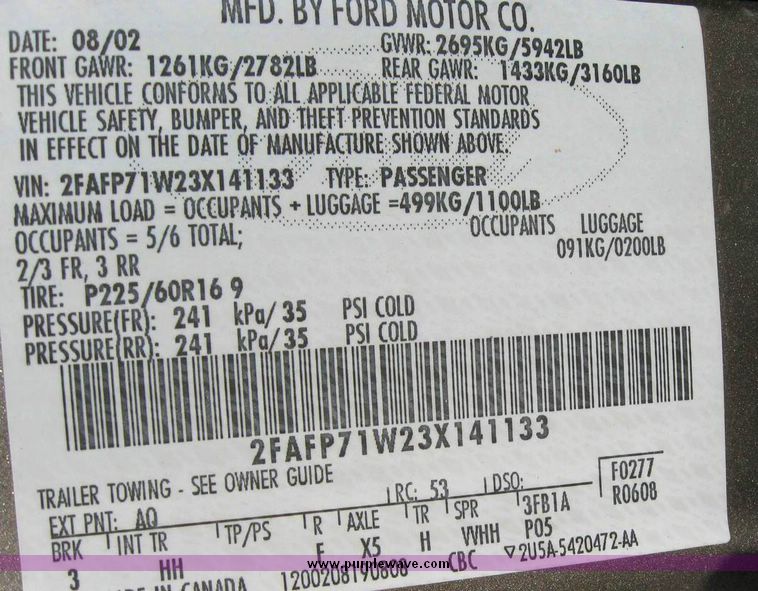 MFD. BY FORD MOTOR CO.
DATE: 08/02 GVWR: 2695KG/5942LB
FRONT GAWR: 1261KG/2782LB REAR GAWR: 1433KG/3160LB
THIS VEHICLE CONFORMS TO ALL APPLICABLE FEDERAL MOTOR
VEHICLE SAFETY, BUMPER, AND THEFT PREVENTION STANDARDS
IN EFFECT ON THE DATE OF MANUFACTURE SHOWN ABOVE.
VIN: 2FAFP71W23X141133 TYPE: PASSENGER
MAXIMUM LOAD = OCCUPANTS + LUGGAGE =499KG/1100LB
OCCUPANTS = 5/6 TOTAL; OCCUPANTS LUGGAGE
2/3 FR, 3 RR 091KG/0200LB
TIRE: P225/60R16 9
PRESSURE(FR): 241 kPa/ 35 PSI COLD
PRESSURE(RR): 241 kPa/ 35 PSI COLD
2FAFP71W23X141133
TRAILER TOWING - SEE OWNER GUIDE
EXT PNT: AQ RC: 53 DSO: F0277
BRK INT TR TP/PS R AXLE TR SPR 3FB1A R0608
3 HH F X5 H WHH P05
IN CANADA 1200208190808 CBC 2U5A-5420472-AA
www.purplewave.com